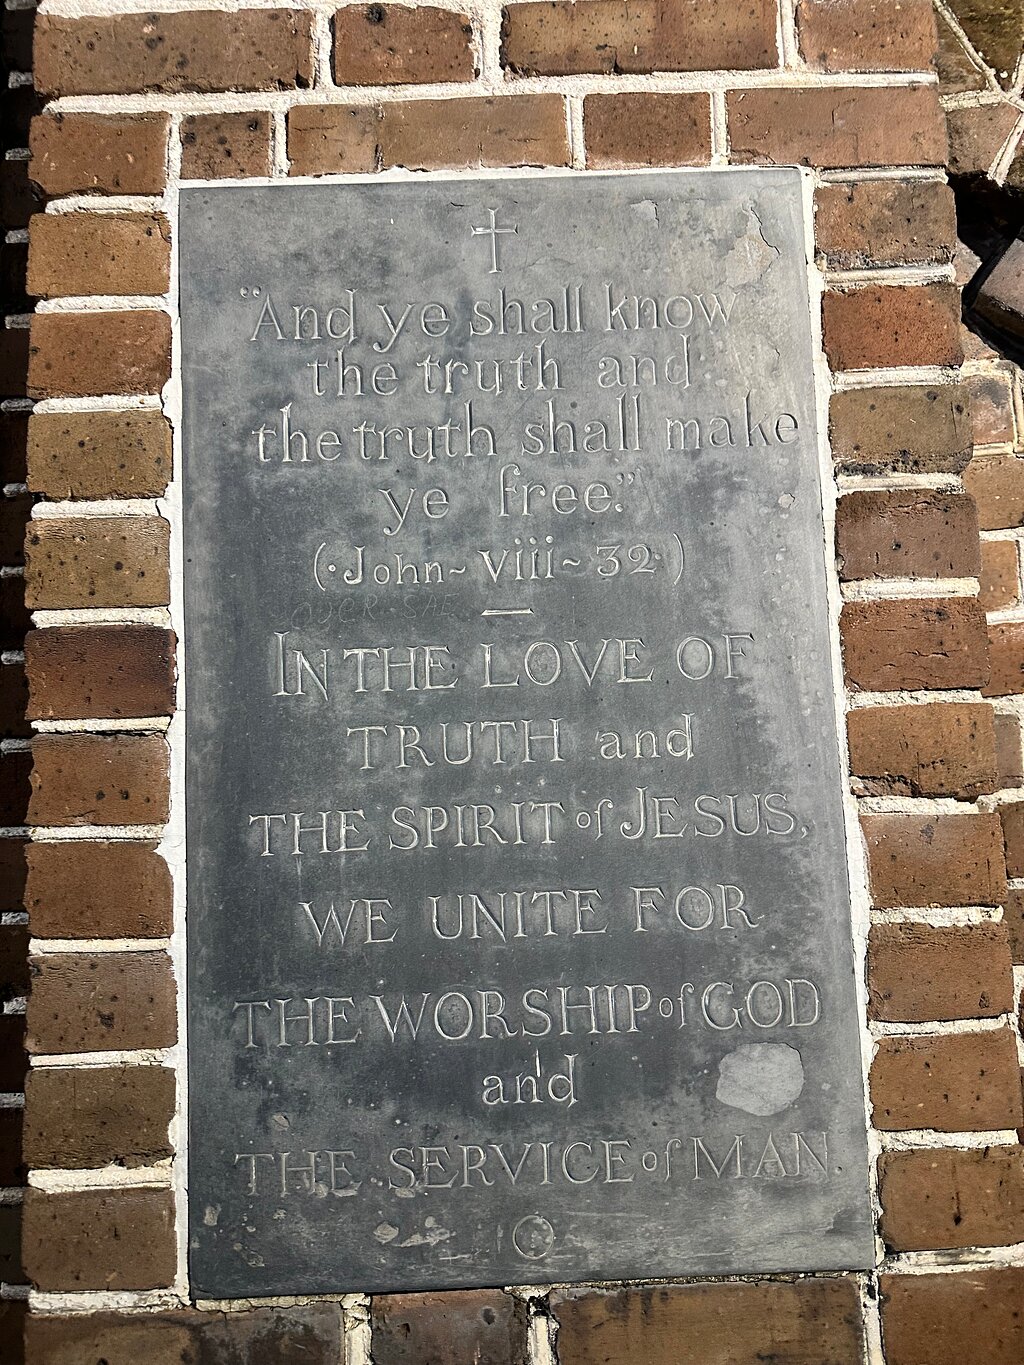 "And ye shall know
the truth and
the truth shall make
ye free."
(·John~viii~32·)
IN THE LOVE OF
TRUTH and
THE SPIRIT of JESUS,
WE UNITE FOR
THE WORSHIP of GOD
and
THE SERVICE of MAN.